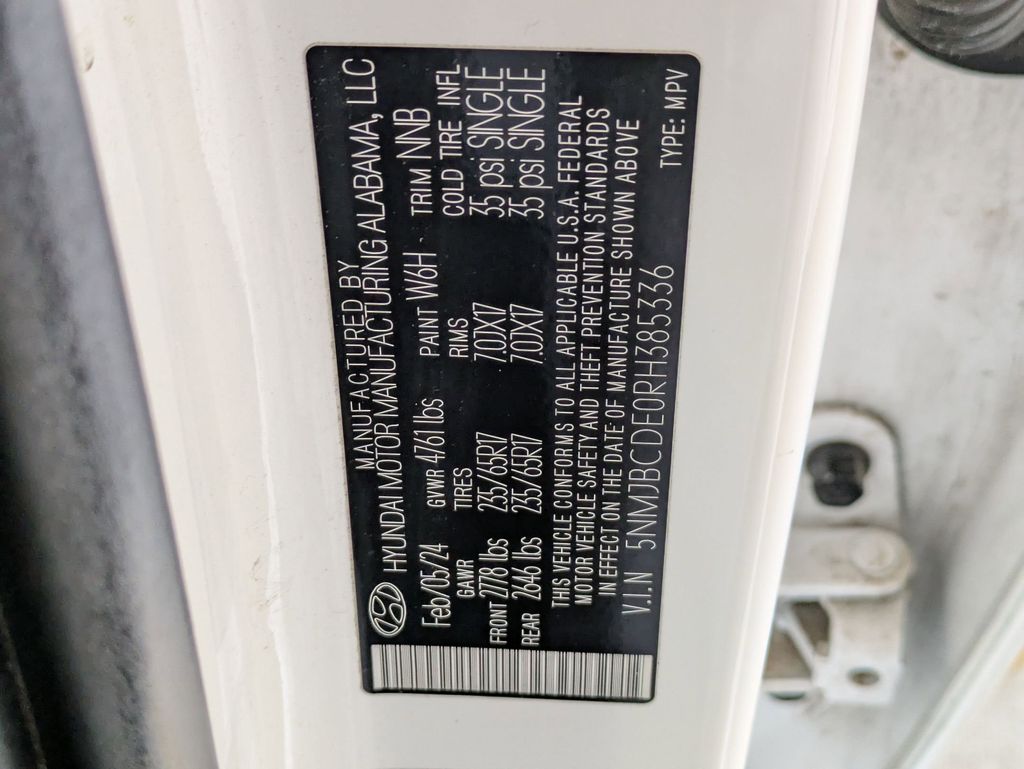 MANUFACTURED BY
HYUNDAI MOTOR MANUFACTURING ALABAMA, LLC
Feb/05/24 GVWR 4761 lbs PAINT W6H TRIM NNB
GAWR TIRES RIMS COLD TIRE INFL
FRONT 2778 lbs 235/65R17 7.0JX17 35 psi SINGLE
REAR 2646 lbs 235/65R17 7.0JX17 35 psi SINGLE
THIS VEHICLE CONFORMS TO ALL APPLICABLE U.S.A. FEDERAL
MOTOR VEHICLE SAFETY AND THEFT PREVENTION STANDARDS
IN EFFECT ON THE DATE OF MANUFACTURE SHOWN ABOVE
V.I.N 5NMJBCDE0RH385336 TYPE: MPV